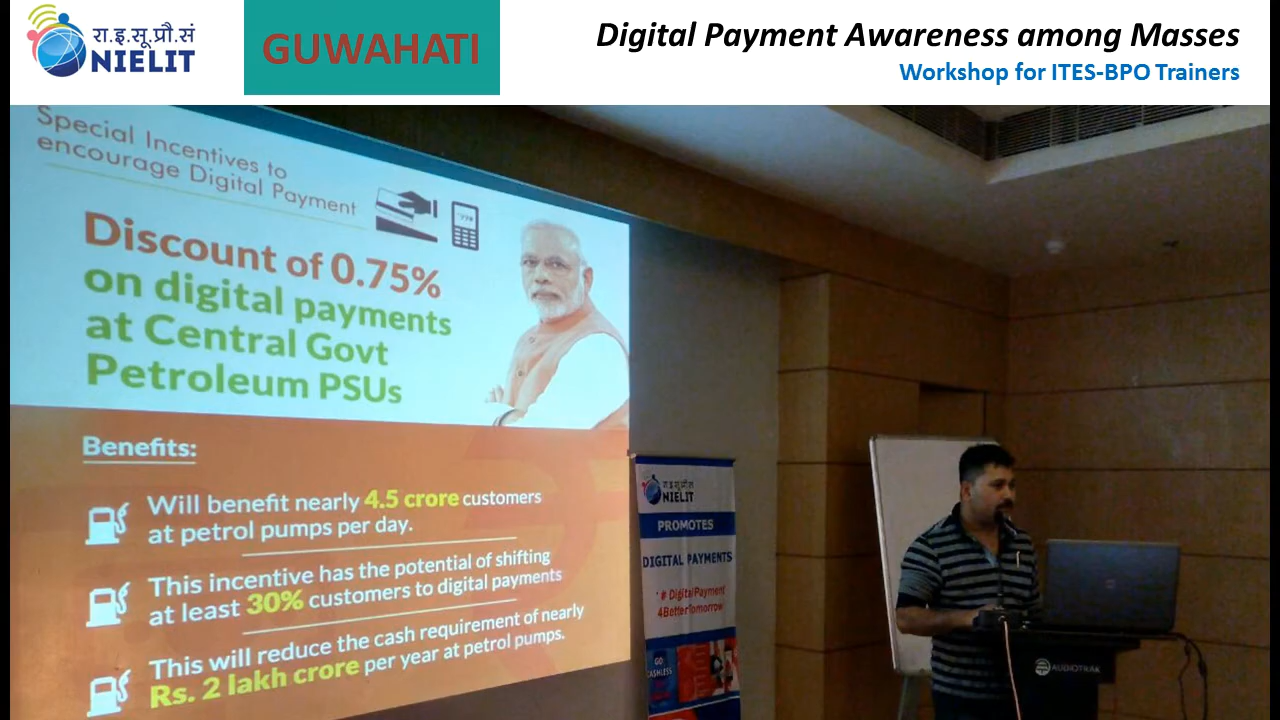 रा.इ.सू.प्रौ.सं
NIELIT
GUWAHATI
Digital Payment Awareness among Masses
Workshop for ITES-BPO Trainers
Special Incentives to
encourage Digital Payment
Discount of 0.75%
on digital payments
at Central Govt
Petroleum PSUs
Benefits:
Will benefit nearly 4.5 crore customers
at petrol pumps per day.
This incentive has the potential of shifting
at least 30% customers to digital payments
This will reduce the cash requirement of nearly
Rs. 2 lakh crore per year at petrol pumps.
रा.इ.सू.प्रौ.सं
NIELIT
PROMOTES
DIGITAL PAYMENTS
# DigitalPayment
4BetterTomorrow
GO
CASHLESS
AUDIOTRAK